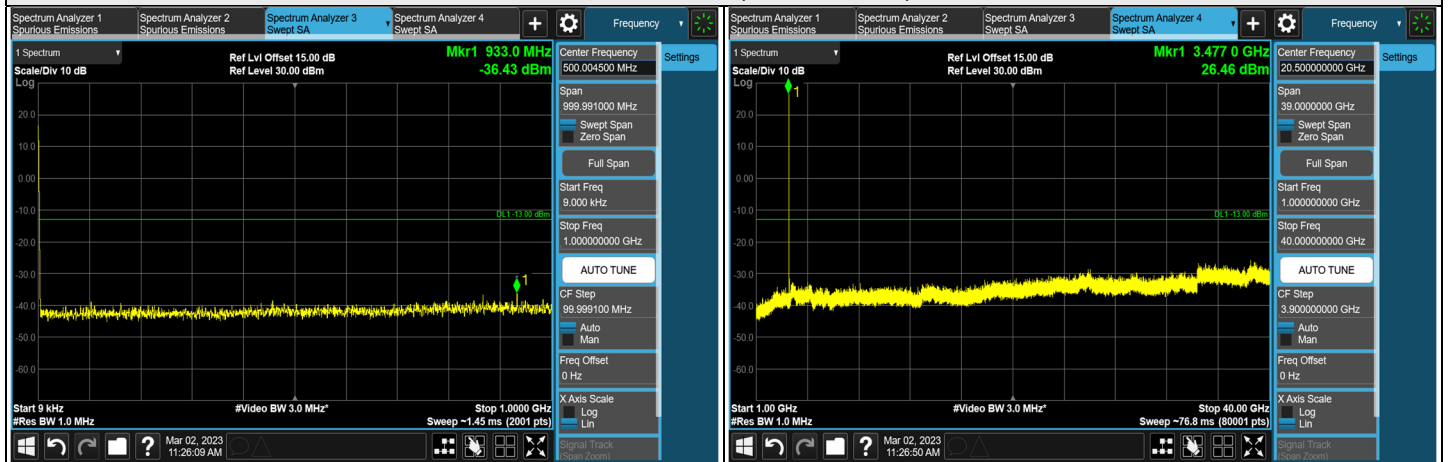 Spectrum Analyzer 1
Spurious Emissions
Spectrum Analyzer 2
Spurious Emissions
Spectrum Analyzer 3
Swept SA
Spectrum Analyzer 4
Swept SA
+
Frequency
1 Spectrum
Scale/Div 10 dB
Log
Ref Lvl Offset 15.00 dB
Ref Level 30.00 dBm
Mkr1 933.0 MHz
-36.43 dBm
20.0
10.0
0.00
-10.0
-20.0
-30.0
-40.0
-50.0
-60.0
DL1 -13.00 dBm
1
Start 9 kHz
#Res BW 1.0 MHz
#Video BW 3.0 MHz*
Stop 1.0000 GHz
Sweep ~1.45 ms (2001 pts)
Center Frequency
500.004500 MHz
Settings
Span
999.991000 MHz
Swept Span
Zero Span
Full Span
Start Freq
9.000 kHz
Stop Freq
1.000000000 GHz
AUTO TUNE
CF Step
99.999100 MHz
Auto
Man
Freq Offset
0 Hz
X Axis Scale
Log
Lin
Signal Track
(Span Zoom)
?
Mar 02, 2023
11:26:09 AM
Spectrum Analyzer 1
Spurious Emissions
Spectrum Analyzer 2
Spurious Emissions
Spectrum Analyzer 3
Swept SA
Spectrum Analyzer 4
Swept SA
+
Frequency
1 Spectrum
Scale/Div 10 dB
Log
Ref Lvl Offset 15.00 dB
Ref Level 30.00 dBm
Mkr1 3.477 0 GHz
26.46 dBm
1
20.0
10.0
0.00
-10.0
-20.0
-30.0
-40.0
-50.0
-60.0
DL1 -13.00 dBm
Start 1.00 GHz
#Res BW 1.0 MHz
#Video BW 3.0 MHz*
Stop 40.00 GHz
Sweep ~76.8 ms (80001 pts)
Center Frequency
20.500000000 GHz
Settings
Span
39.0000000 GHz
Swept Span
Zero Span
Full Span
Start Freq
1.000000000 GHz
Stop Freq
40.000000000 GHz
AUTO TUNE
CF Step
3.900000000 GHz
Auto
Man
Freq Offset
0 Hz
X Axis Scale
Log
Lin
Signal Track
(Span Zoom)
?
Mar 02, 2023
11:26:50 AM